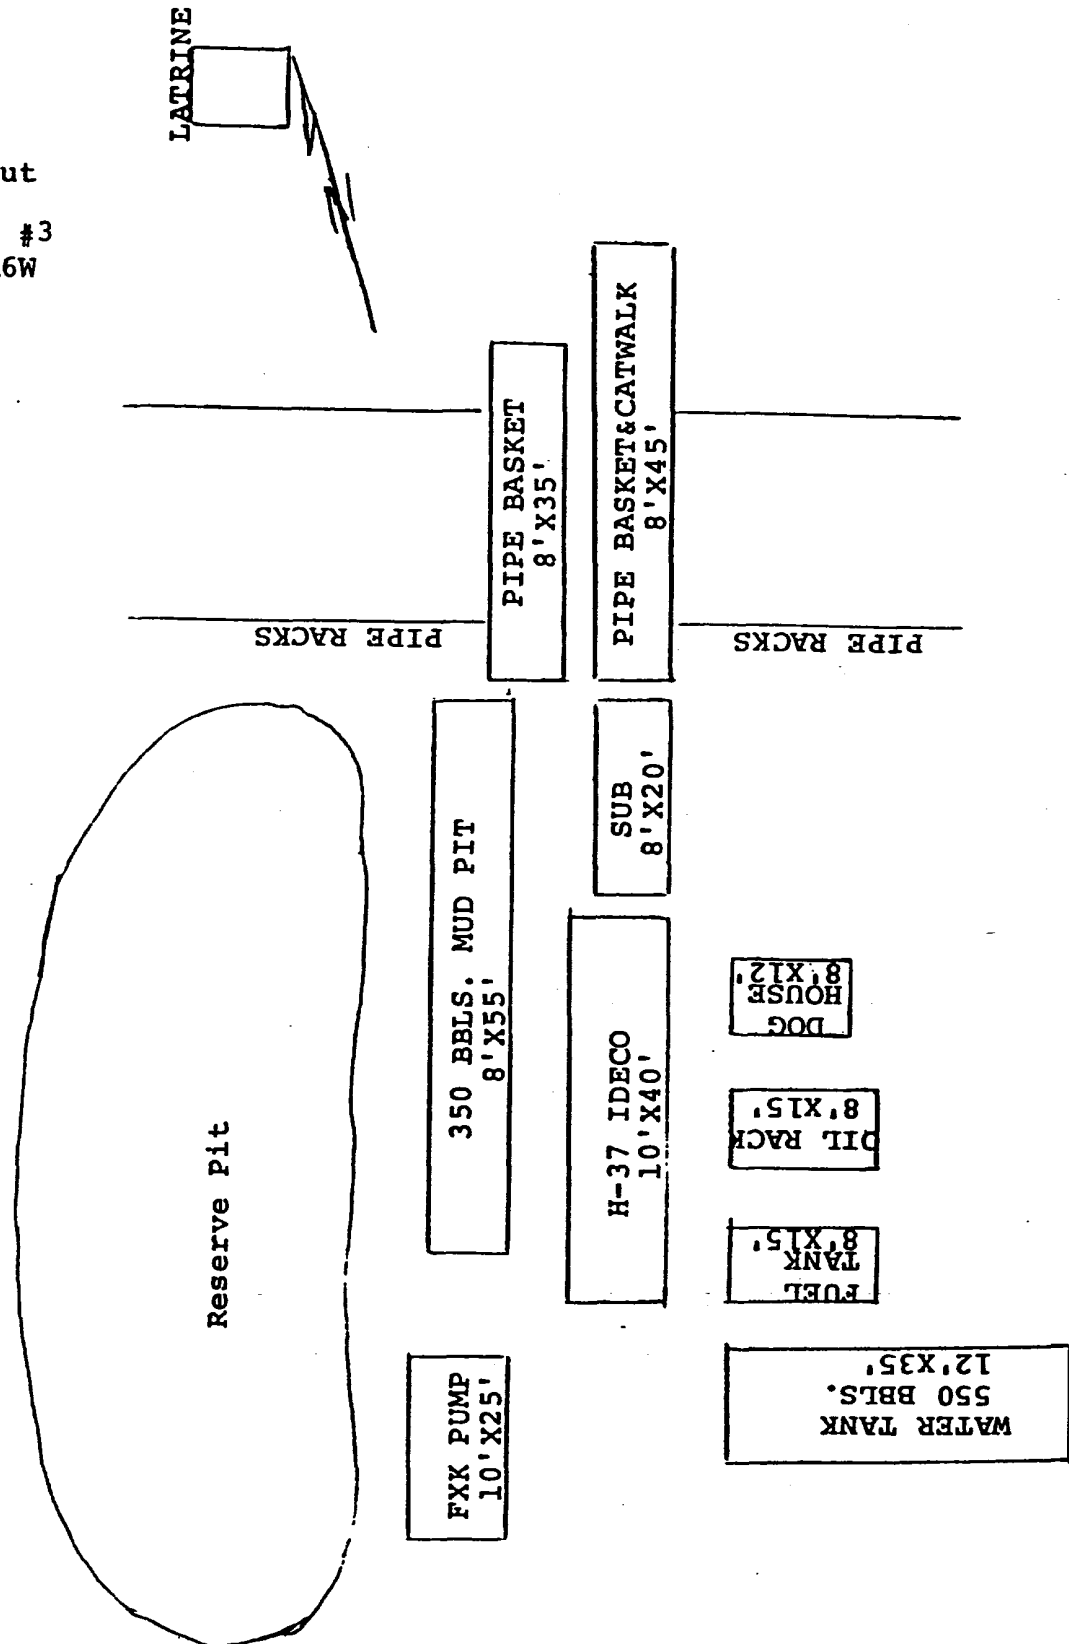 LATRINE
ut
#3
6W
PIPE BASKET
8'X35'
PIPE BASKET&CATWALK
8'X45'
PIPE RACKS
PIPE RACKS
350 BBLS. MUD PIT
8'X55'
SUB
8'X20'
Reserve Pit
H-37 IDECO
10'X40'
DOG
HOUSE
8'X12'
OIL RACK
8'X15'
FUEL
TANK
8'X15'
FXK PUMP
10'X25'
WATER TANK
550 BBLS.
12'X35'